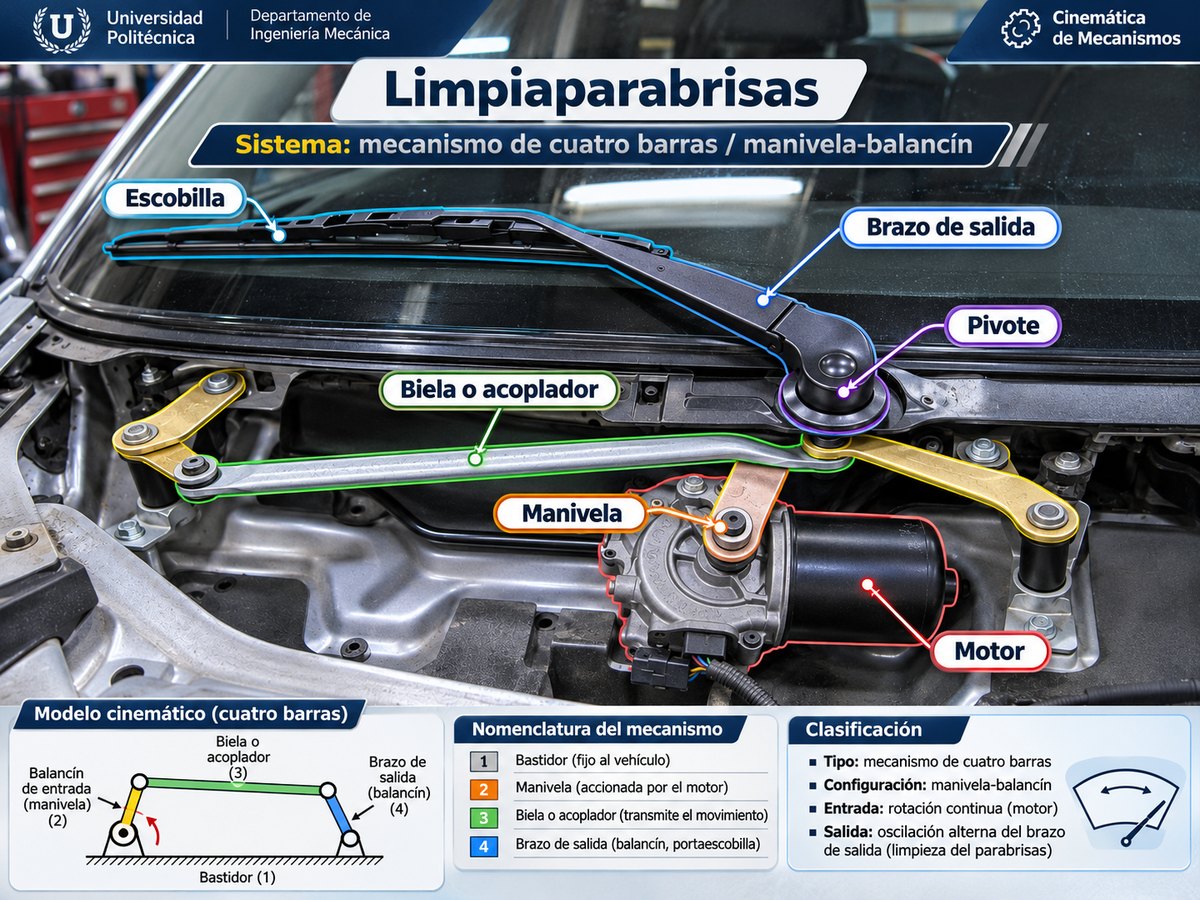 Universidad
Politécnica
Departamento de
Ingeniería Mecánica
Cinemática
de Mecanismos
Limpiaparabrisas
Sistema: mecanismo de cuatro barras / manivela-balancín
Escobilla
Brazo de salida
Pivote
Biela o acoplador
Manivela
Motor
Modelo cinemático (cuatro barras)
Biela o
acoplador
(3)
Balancín
de entrada
(manivela)
(2)
Brazo de
salida
(balancín)
(4)
Bastidor (1)
Nomenclatura del mecanismo
1 Bastidor (fijo al vehículo)
2 Manivela (accionada por el motor)
3 Biela o acoplador (transmite el movimiento)
4 Brazo de salida (balancín, portaescobilla)
Clasificación
▪ Tipo: mecanismo de cuatro barras
▪ Configuración: manivela-balancín
▪ Entrada: rotación continua (motor)
▪ Salida: oscilación alterna del brazo
de salida (limpieza del parabrisas)